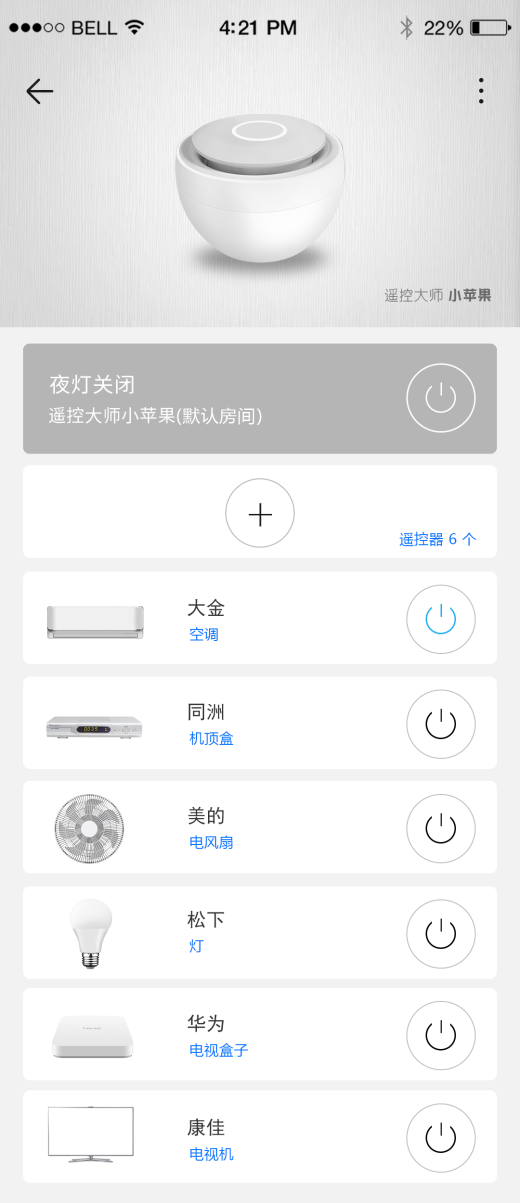 BELL 4:21 PM 22%
遥控大师 小苹果
夜灯关闭
遥控大师小苹果(默认房间)
遥控器 6 个
大金
空调
同洲
机顶盒
美的
电风扇
松下
灯
华为
电视盒子
康佳
电视机